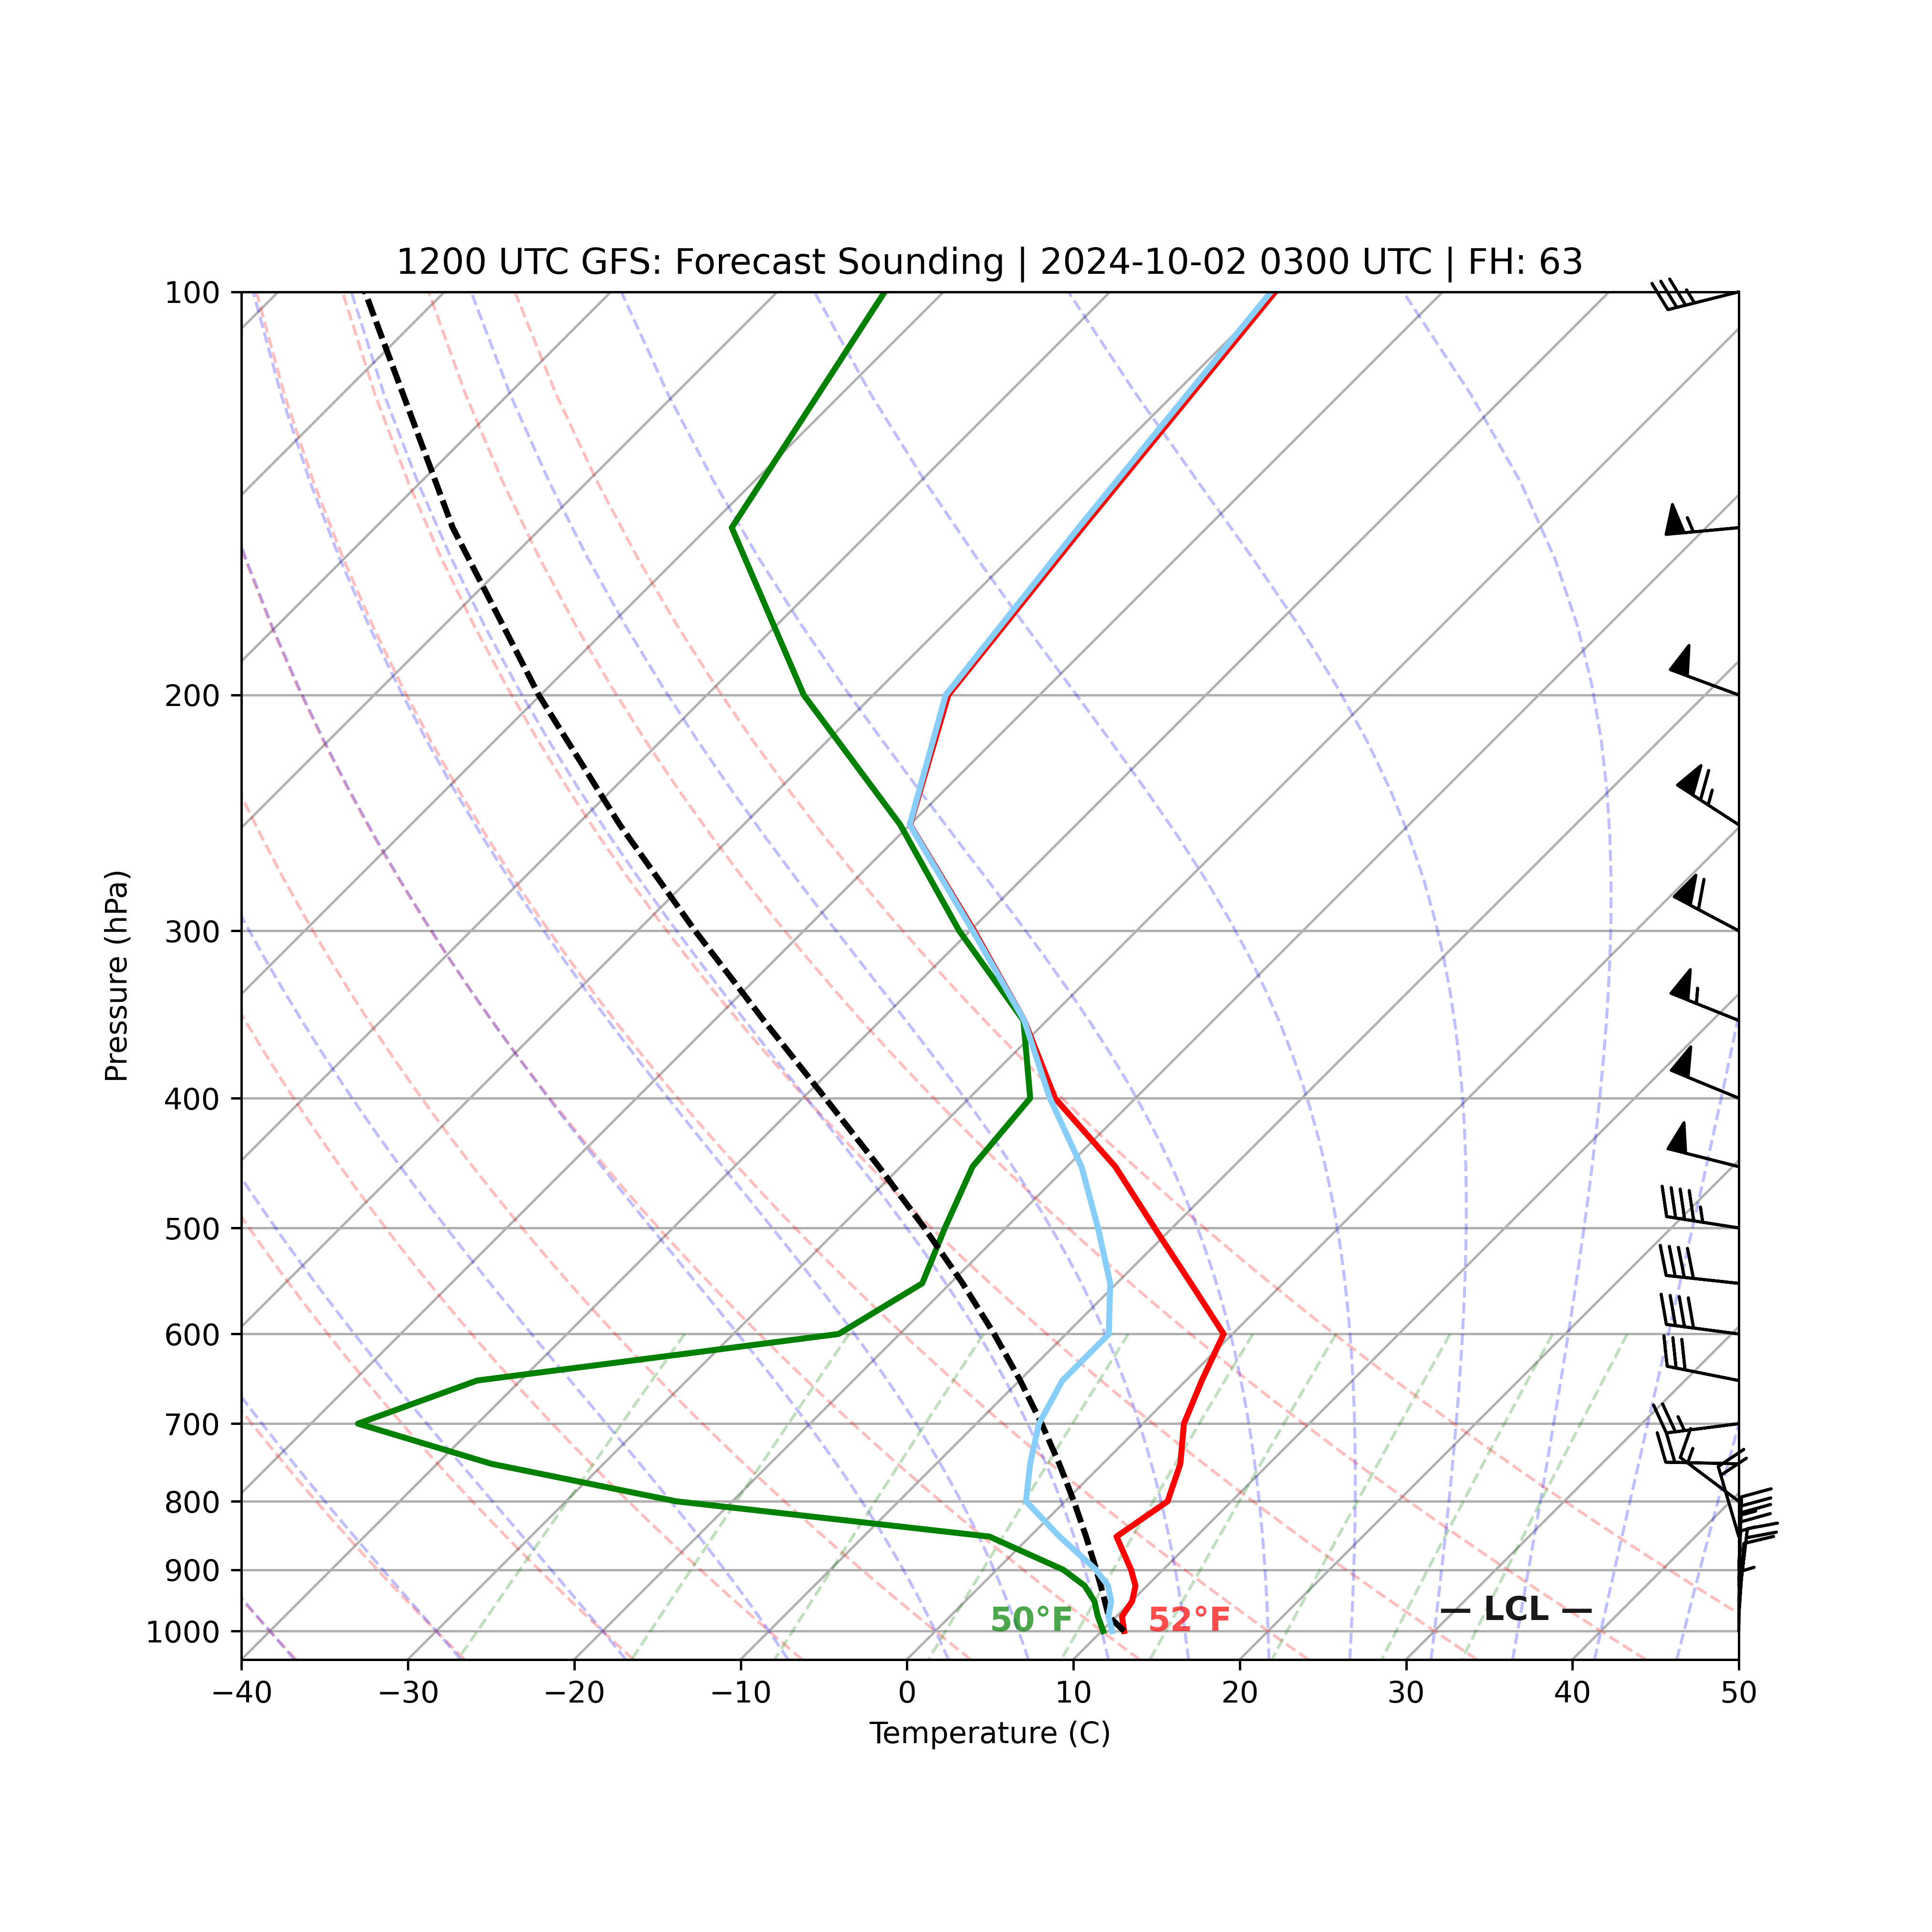 1200 UTC GFS: Forecast Sounding | 2024-10-02 0300 UTC | FH: 63
100
200
300
400
500
600
700
800
900
1000
Pressure (hPa)
50°F
52°F
— LCL —
−40 −30 −20 −10 0 10 20 30 40 50
Temperature (C)